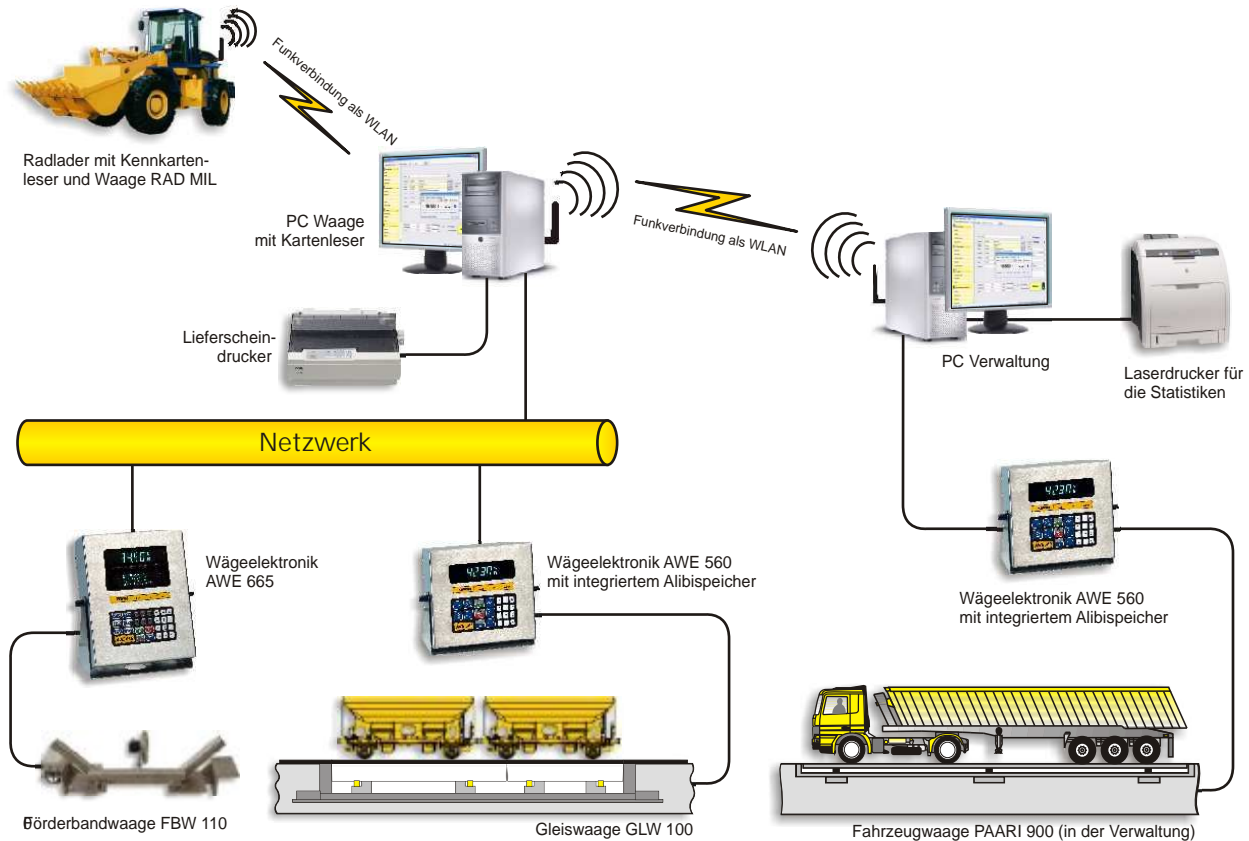 Funkverbindung als WLAN
Radlader mit Kennkarten-
leser und Waage RAD MIL
PC Waage
mit Kartenleser
Funkverbindung als WLAN
Lieferschein-
drucker
PC Verwaltung
Laserdrucker für
die Statistiken
Netzwerk
Wägeelektronik
AWE 665
Wägeelektronik AWE 560
mit integriertem Alibispeicher
Wägeelektronik AWE 560
mit integriertem Alibispeicher
Förderbandwaage FBW 110
Gleiswaage GLW 100
Fahrzeugwaage PAARI 900 (in der Verwaltung)